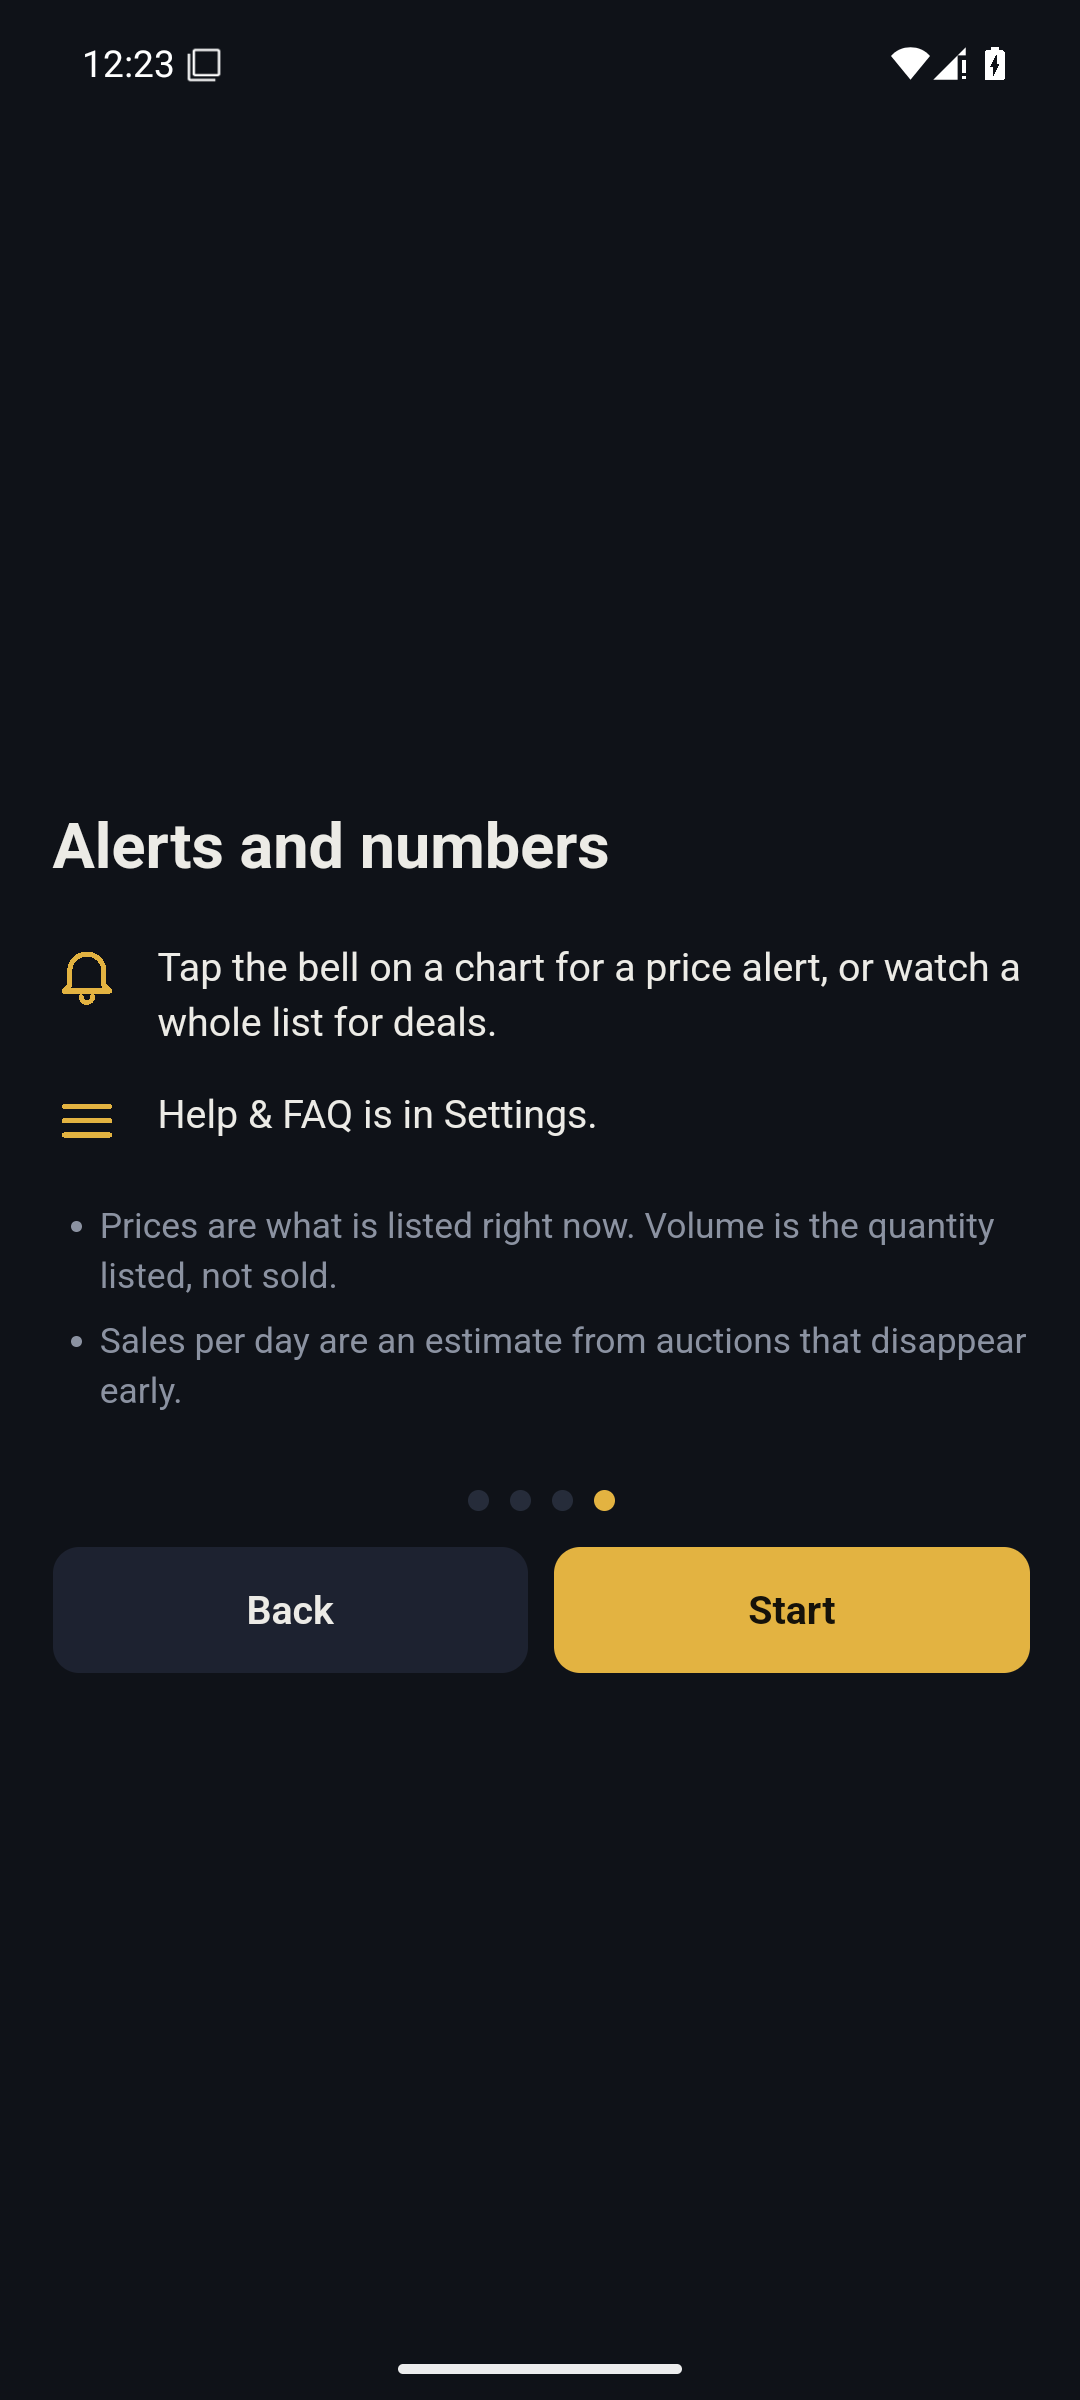 12:23
Alerts and numbers
Tap the bell on a chart for a price alert, or watch a
whole list for deals.
Help & FAQ is in Settings.
• Prices are what is listed right now. Volume is the quantity
listed, not sold.
• Sales per day are an estimate from auctions that disappear
early.
Back
Start